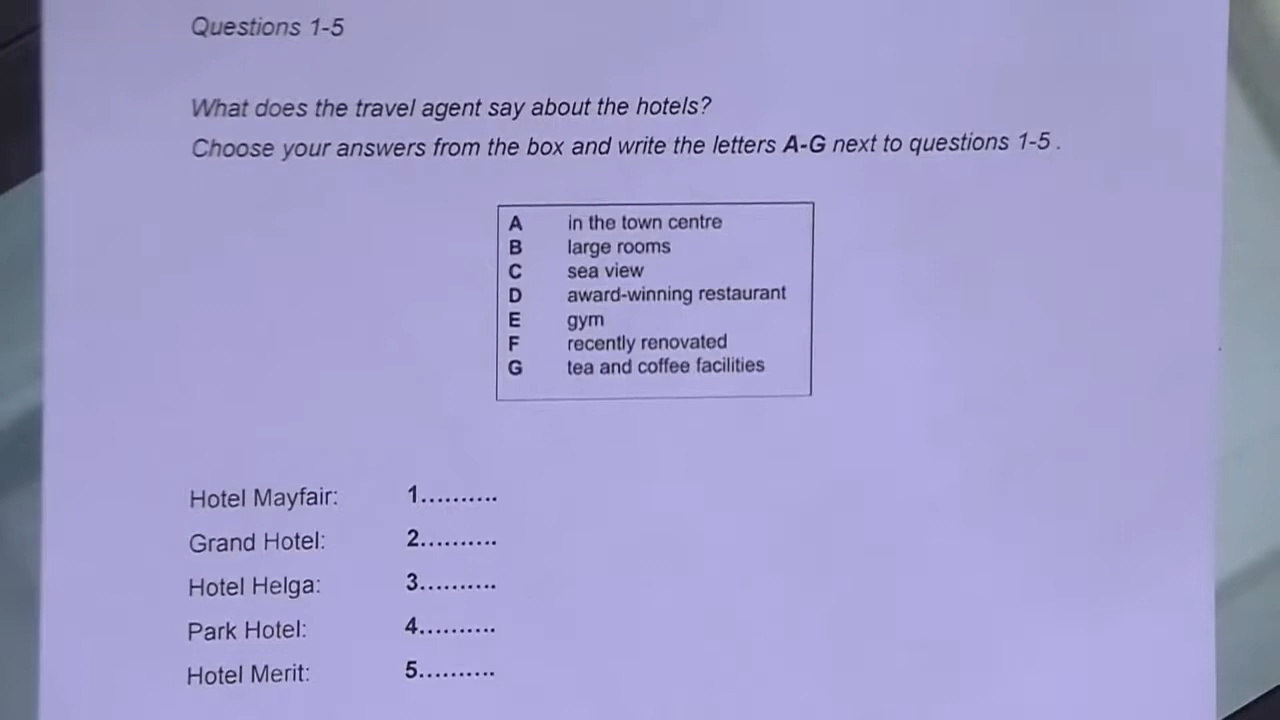 Questions 1-5
What does the travel agent say about the hotels?
Choose your answers from the box and write the letters A-G next to questions 1-5 .
A in the town centre
B large rooms
C sea view
D award-winning restaurant
E gym
F recently renovated
G tea and coffee facilities
Hotel Mayfair: 1..........
Grand Hotel: 2..........
Hotel Helga: 3..........
Park Hotel: 4..........
Hotel Merit: 5..........